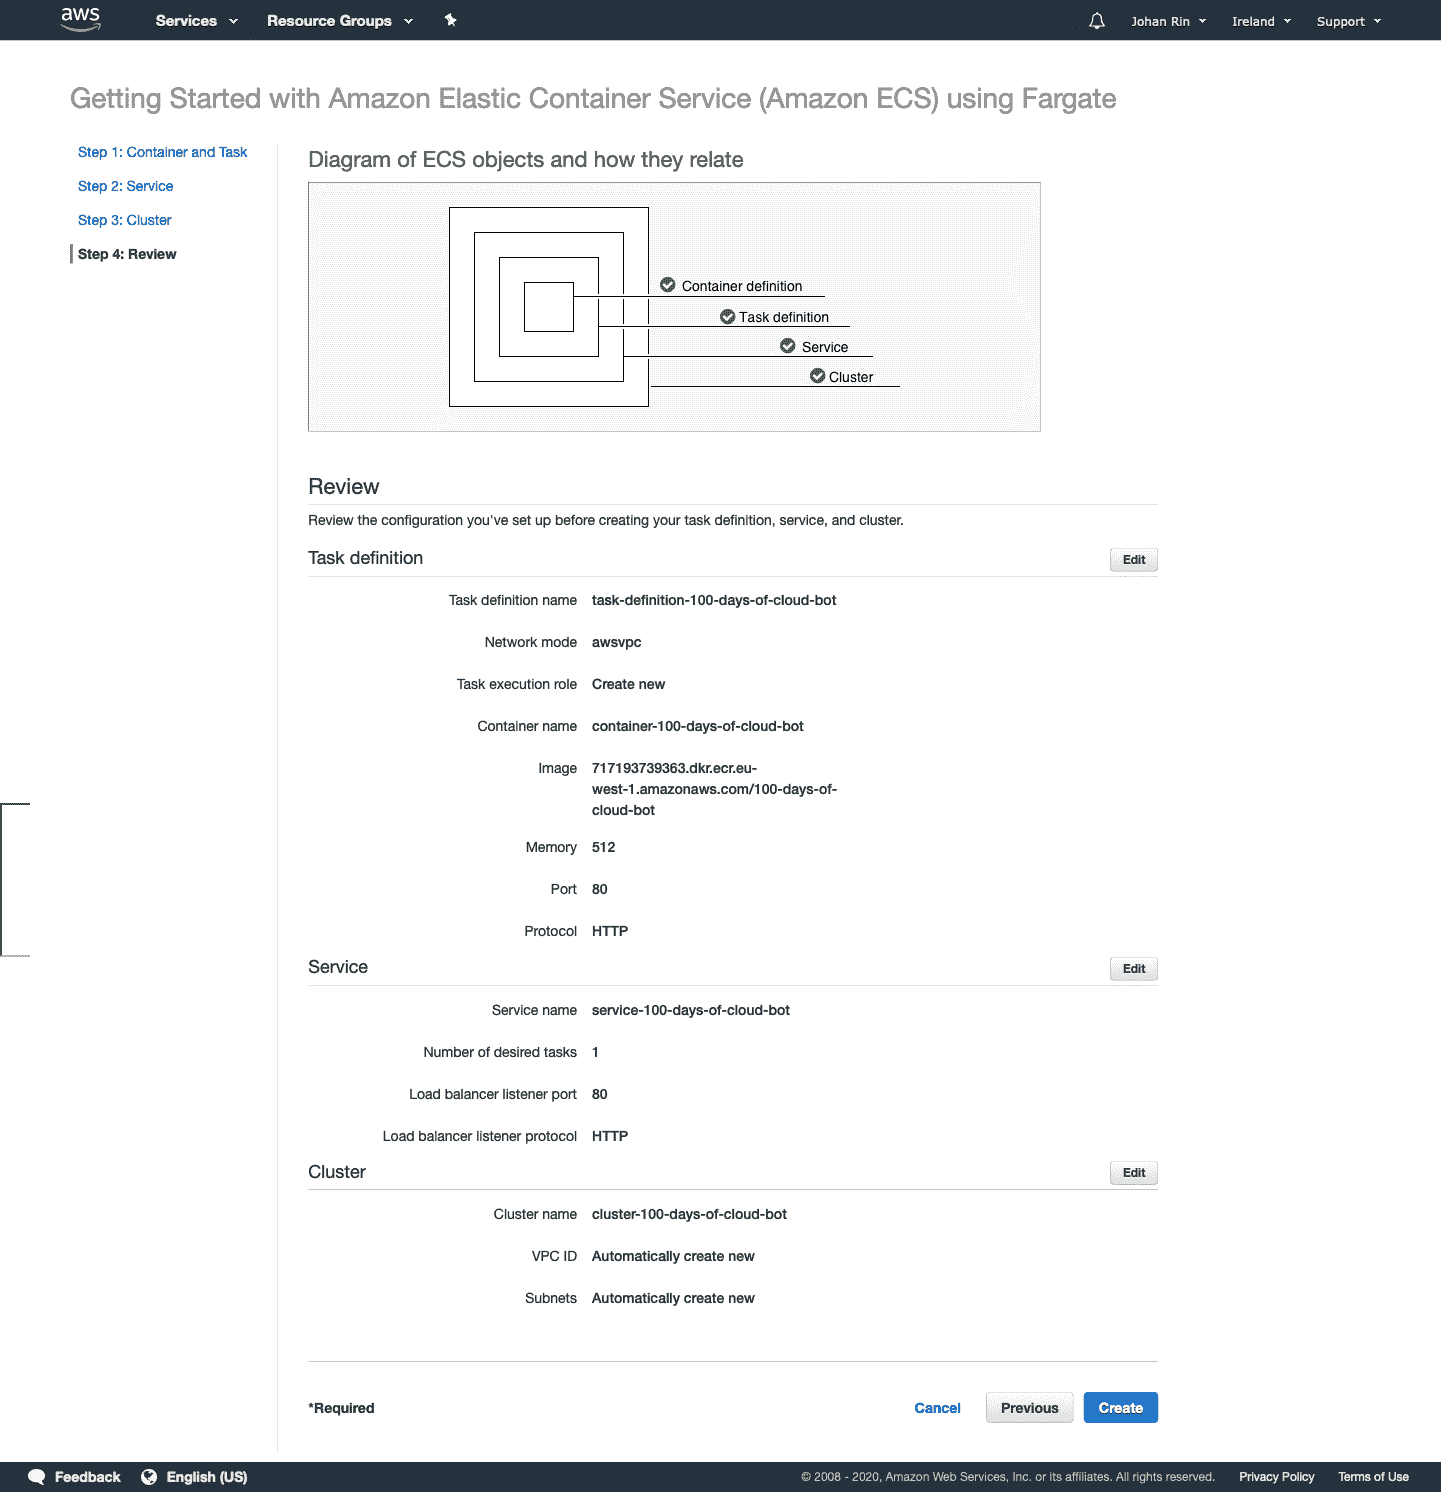 aws Services Resource Groups Johan Rin Ireland Support
Getting Started with Amazon Elastic Container Service (Amazon ECS) using Fargate
Step 1: Container and Task
Step 2: Service
Step 3: Cluster
Step 4: Review
Diagram of ECS objects and how they relate
Container definition
Task definition
Service
Cluster
Review
Review the configuration you've set up before creating your task definition, service, and cluster.
Task definition Edit
Task definition name task-definition-100-days-of-cloud-bot
Network mode awsvpc
Task execution role Create new
Container name container-100-days-of-cloud-bot
Image 717193739363.dkr.ecr.eu-
west-1.amazonaws.com/100-days-of-
cloud-bot
Memory 512
Port 80
Protocol HTTP
Service Edit
Service name service-100-days-of-cloud-bot
Number of desired tasks 1
Load balancer listener port 80
Load balancer listener protocol HTTP
Cluster Edit
Cluster name cluster-100-days-of-cloud-bot
VPC ID Automatically create new
Subnets Automatically create new
*Required Cancel Previous Create
Feedback English (US) © 2008 - 2020, Amazon Web Services, Inc. or its affiliates. All rights reserved. Privacy Policy Terms of Use